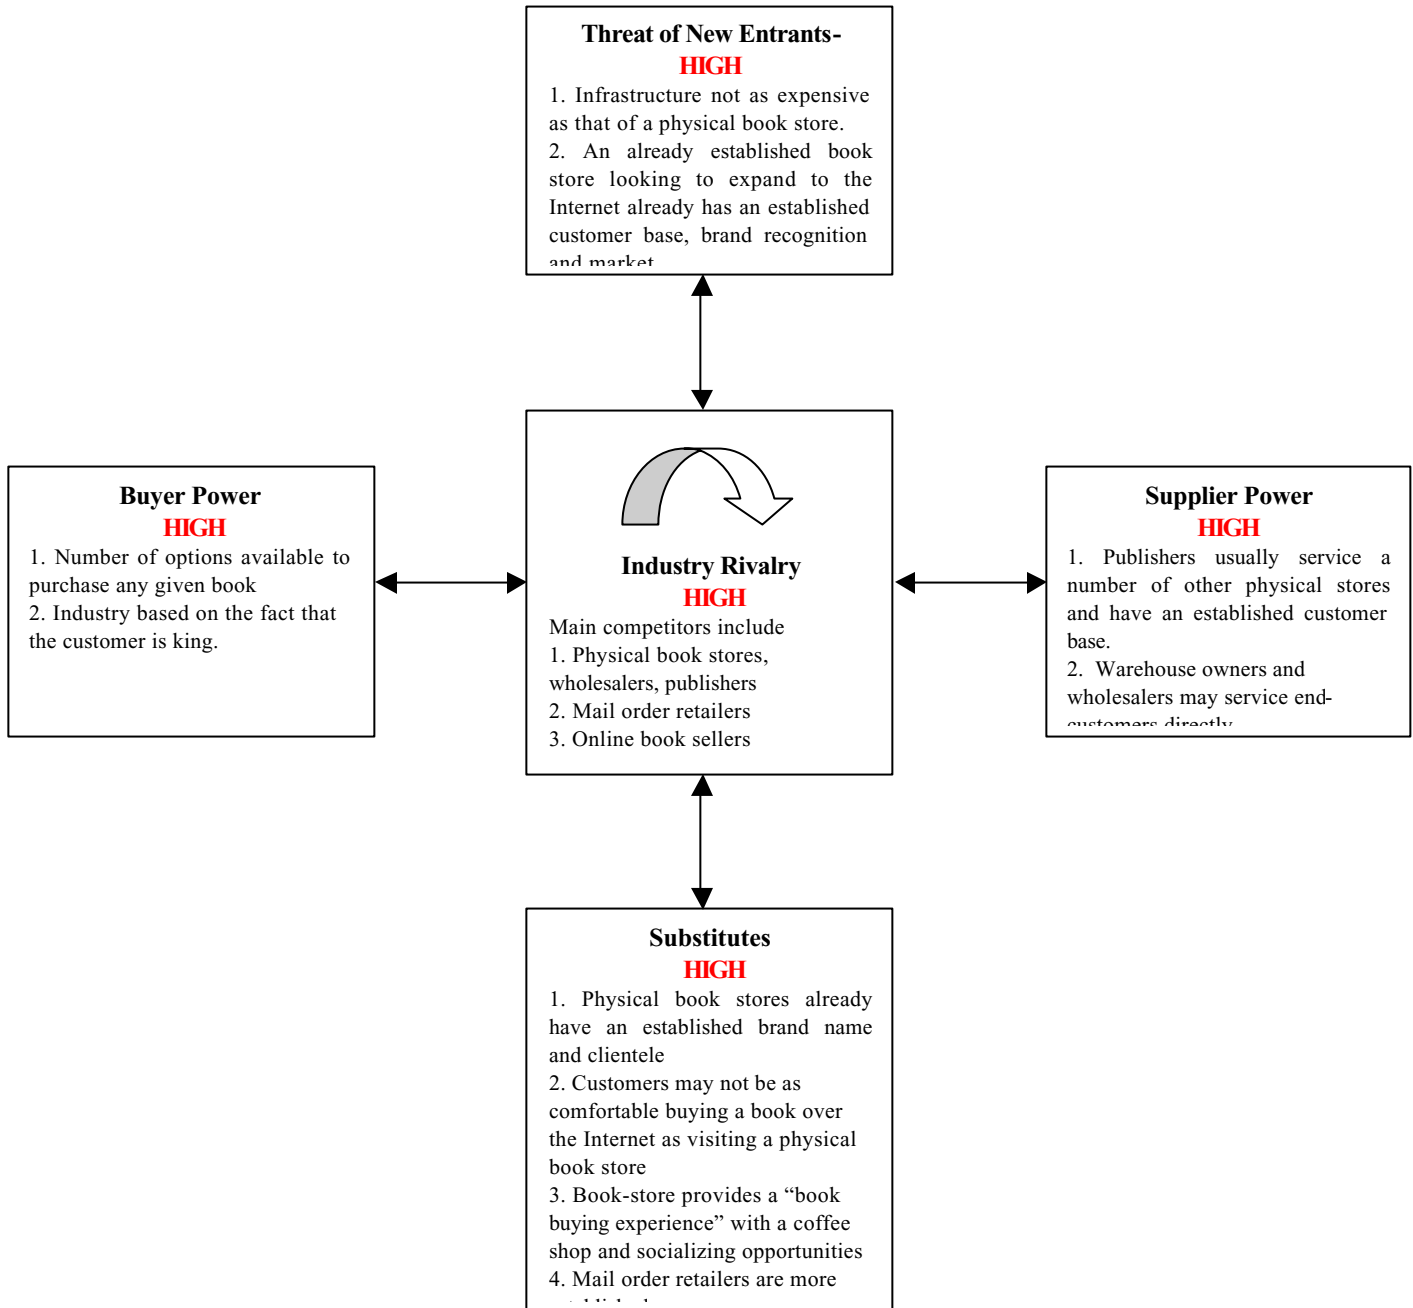 Threat of New Entrants-
HIGH
1. Infrastructure not as expensive
as that of a physical book store.
2. An already established book
store looking to expand to the
Internet already has an established
customer base, brand recognition
and market
Buyer Power
HIGH
1. Number of options available to
purchase any given book
2. Industry based on the fact that
the customer is king.
Industry Rivalry
HIGH
Main competitors include
1. Physical book stores,
wholesalers, publishers
2. Mail order retailers
3. Online book sellers
Supplier Power
HIGH
1. Publishers usually service a
number of other physical stores
and have an established customer
base.
2. Warehouse owners and
wholesalers may service end-
customers directly
Substitutes
HIGH
1. Physical book stores already
have an established brand name
and clientele
2. Customers may not be as
comfortable buying a book over
the Internet as visiting a physical
book store
3. Book-store provides a “book
buying experience” with a coffee
shop and socializing opportunities
4. Mail order retailers are more